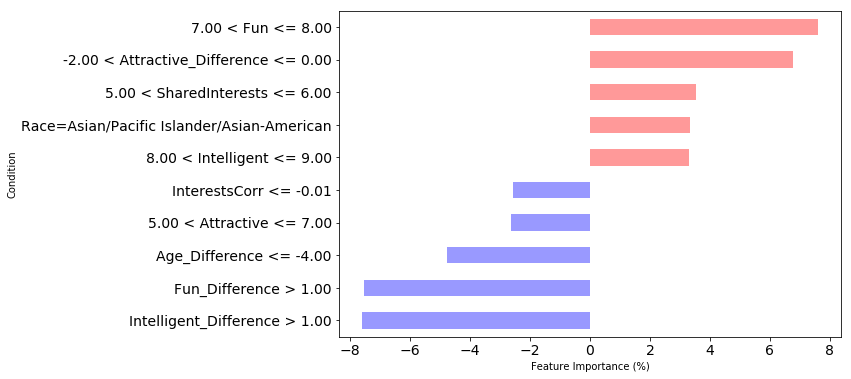 7.00 < Fun <= 8.00
-2.00 < Attractive_Difference <= 0.00
5.00 < SharedInterests <= 6.00
Race=Asian/Pacific Islander/Asian-American
8.00 < Intelligent <= 9.00
Condition
InterestsCorr <= -0.01
5.00 < Attractive <= 7.00
Age_Difference <= -4.00
Fun_Difference > 1.00
Intelligent_Difference > 1.00
−8 −6 −4 −2 0 2 4 6 8
Feature Importance (%)